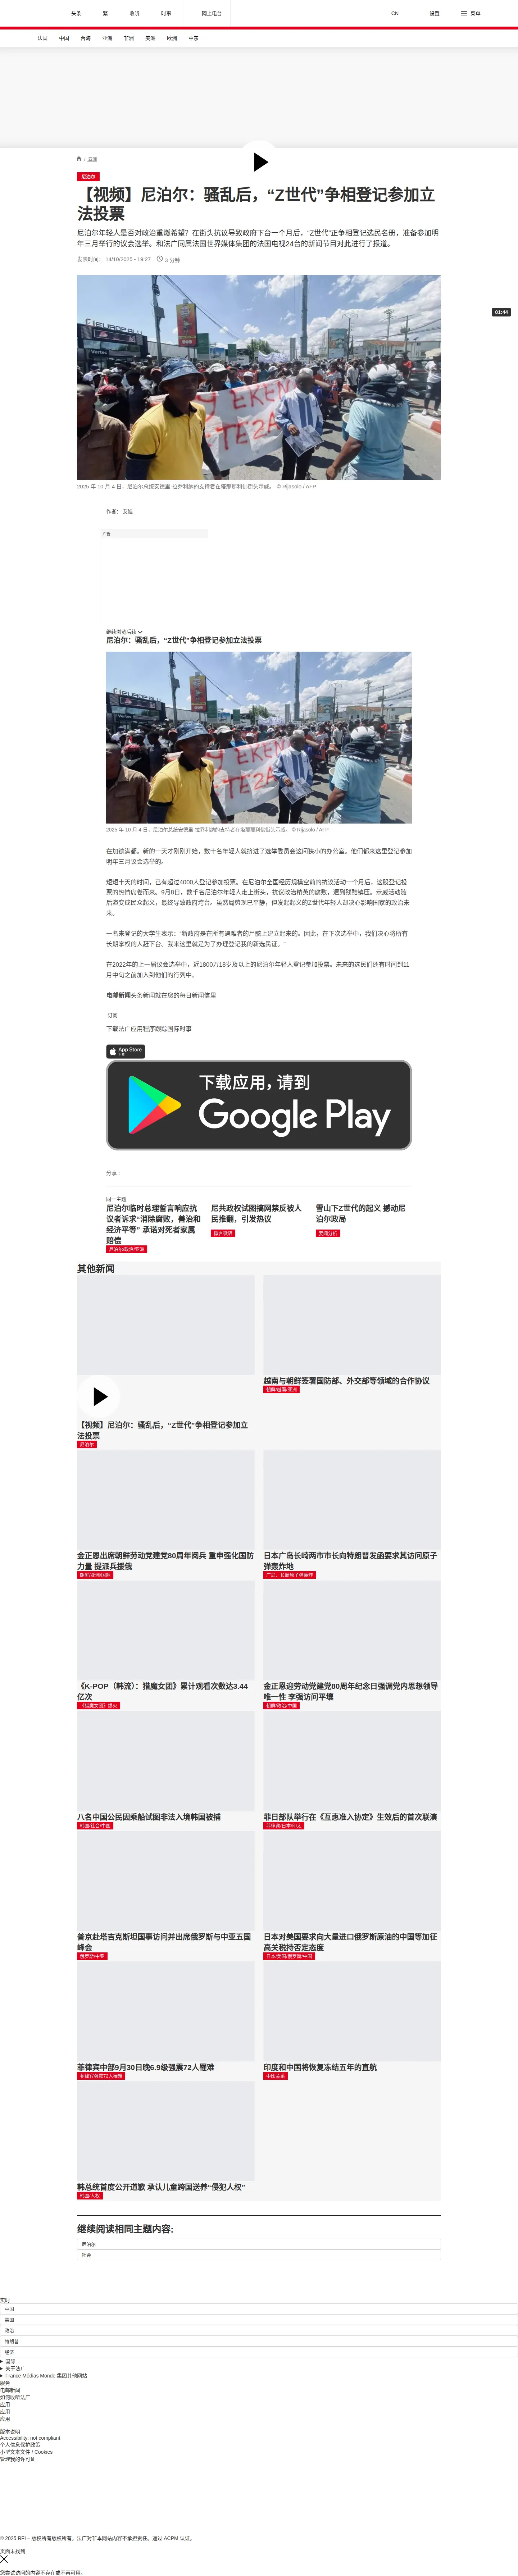 头条
繁
收听
时事
网上电台
CN
设置
菜单
法国
中国
台海
亚洲
非洲
美洲
欧洲
中东
/ 亚洲
尼泊尔
【视频】尼泊尔：骚乱后，“Z世代”争相登记参加立
法投票
尼泊尔年轻人是否对政治重燃希望？在街头抗议导致政府下台一个月后，“Z世代”正争相登记选民名册，准备参加明
年三月举行的议会选举。和法广同属法国世界媒体集团的法国电视24台的新闻节目对此进行了报道。
发表时间： 14/10/2025 - 19:27
3 分钟
01:44
2025 年 10 月 4 日，尼泊尔总统安德里·拉乔利纳的支持者在塔那那利佛街头示威。 © Rijasolo / AFP
作者： 艾瑞
广告
继续浏览后续
尼泊尔：骚乱后，“Z世代”争相登记参加立法投票
2025 年 10 月 4 日，尼泊尔总统安德里·拉乔利纳的支持者在塔那那利佛街头示威。 © Rijasolo / AFP
在加德满都。新的一天才刚刚开始，数十名年轻人就挤进了选举委员会这间狭小的办公室。他们都来这里登记参加
明年三月议会选举的。
短短十天的时间，已有超过4000人登记参加投票。在尼泊尔全国经历规模空前的抗议活动一个月后，这股登记投
票的热情席卷而来。9月8日，数千名尼泊尔年轻人走上街头，抗议政治精英的腐败，遭到残酷镇压。示威活动随
后演变成民众起义，最终导致政府垮台。虽然局势现已平静，但发起起义的Z世代年轻人却决心影响国家的政治未
来。
一名来登记的大学生表示：“新政府是在所有遇难者的尸骸上建立起来的。因此，在下次选举中，我们决心将所有
长期掌权的人赶下台。我来这里就是为了办理登记我的新选民证。”
在2022年的上一届议会选举中，近1800万18岁及以上的尼泊尔年轻人登记参加投票。未来的选民们还有时间到11
月中旬之前加入到他们的行列中。
电邮新闻头条新闻就在您的每日新闻信里
订阅
下载法广应用程序跟踪国际时事
App Store
下载
下载应用，请到
Google Play
分享 :
同一主题
尼泊尔临时总理誓言响应抗
议者诉求“消除腐败，善治和
经济平等” 承诺对死者家属
赔偿
尼泊尔/政治/亚洲
尼共政权试图搞网禁反被人
民推翻，引发热议
微言微语
雪山下Z世代的起义 撼动尼
泊尔政局
要闻分析
其他新闻
【视频】尼泊尔：骚乱后，“Z世代”争相登记参加立
法投票
尼泊尔
越南与朝鲜签署国防部、外交部等领域的合作协议
朝鲜/越南/亚洲
金正恩出席朝鲜劳动党建党80周年阅兵 重申强化国防
力量 提派兵援俄
朝鲜/亚洲/国际
日本广岛长崎两市市长向特朗普发函要求其访问原子
弹轰炸地
广岛、长崎原子弹轰炸
《K-POP（韩流）：猎魔女团》累计观看次数达3.44
亿次
《猎魔女团》爆火
金正恩迎劳动党建党80周年纪念日强调党内思想领导
唯一性 李强访问平壤
朝鲜/政治/中国
八名中国公民因乘船试图非法入境韩国被捕
韩国/社会/中国
菲日部队举行在《互惠准入协定》生效后的首次联演
菲律宾/日本/印太
普京赴塔吉克斯坦国事访问并出席俄罗斯与中亚五国
峰会
俄罗斯/中亚
日本对美国要求向大量进口俄罗斯原油的中国等加征
高关税持否定态度
日本/美国/俄罗斯/中国
菲律宾中部9月30日晚6.9级强震72人罹难
菲律宾强震72人罹难
印度和中国将恢复冻结五年的直航
中印关系
韩总统首度公开道歉 承认儿童跨国送养“侵犯人权”
韩国/人权
继续阅读相同主题内容:
尼泊尔
社会
实时
中国
美国
政治
特朗普
经济
国际
关于法广
France Médias Monde 集团其他网站
服务
电邮新闻
如何收听法广
应用
应用
应用
版本说明
Accessibility: not compliant
个人信息保护政策
小型文本文件 / Cookies
管理我的许可证
© 2025 RFI – 版权所有版权所有。法广对非本网站内容不承担责任。通过 ACPM 认证。
页面未找到
您尝试访问的内容不存在或不再可用。